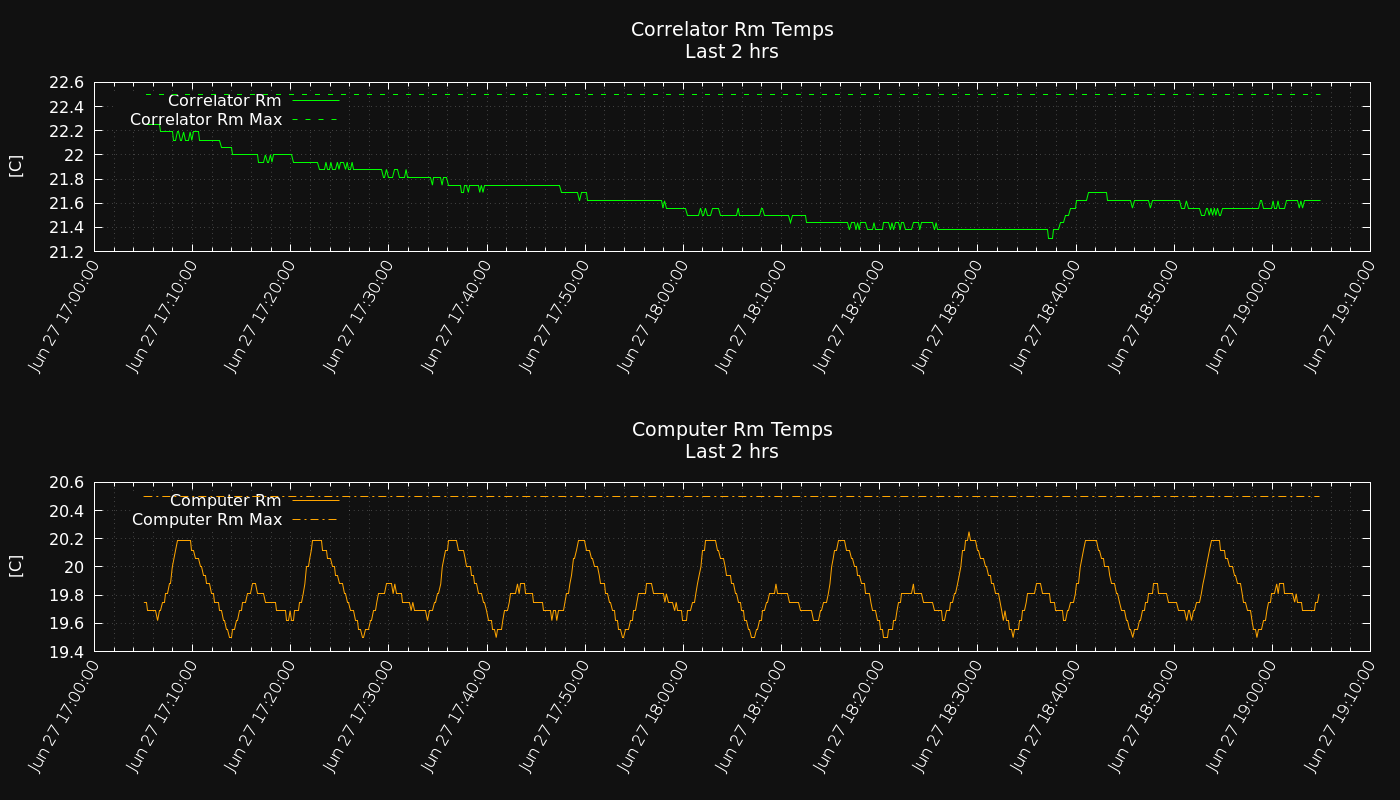 Correlator Rm Temps
Last 2 hrs
22.6
22.4
22.2
22
21.8
21.6
21.4
21.2
[C]
Correlator Rm
Correlator Rm Max
Jun 27 17:00:00
Jun 27 17:10:00
Jun 27 17:20:00
Jun 27 17:30:00
Jun 27 17:40:00
Jun 27 17:50:00
Jun 27 18:00:00
Jun 27 18:10:00
Jun 27 18:20:00
Jun 27 18:30:00
Jun 27 18:40:00
Jun 27 18:50:00
Jun 27 19:00:00
Jun 27 19:10:00
Computer Rm Temps
Last 2 hrs
20.6
20.4
20.2
20
19.8
19.6
19.4
[C]
Computer Rm
Computer Rm Max
Jun 27 17:00:00
Jun 27 17:10:00
Jun 27 17:20:00
Jun 27 17:30:00
Jun 27 17:40:00
Jun 27 17:50:00
Jun 27 18:00:00
Jun 27 18:10:00
Jun 27 18:20:00
Jun 27 18:30:00
Jun 27 18:40:00
Jun 27 18:50:00
Jun 27 19:00:00
Jun 27 19:10:00